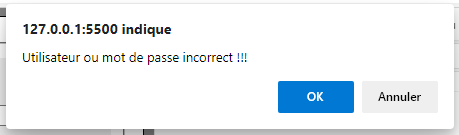 127.0.0.1:5500 indique
Utilisateur ou mot de passe incorrect !!!
OK
Annuler